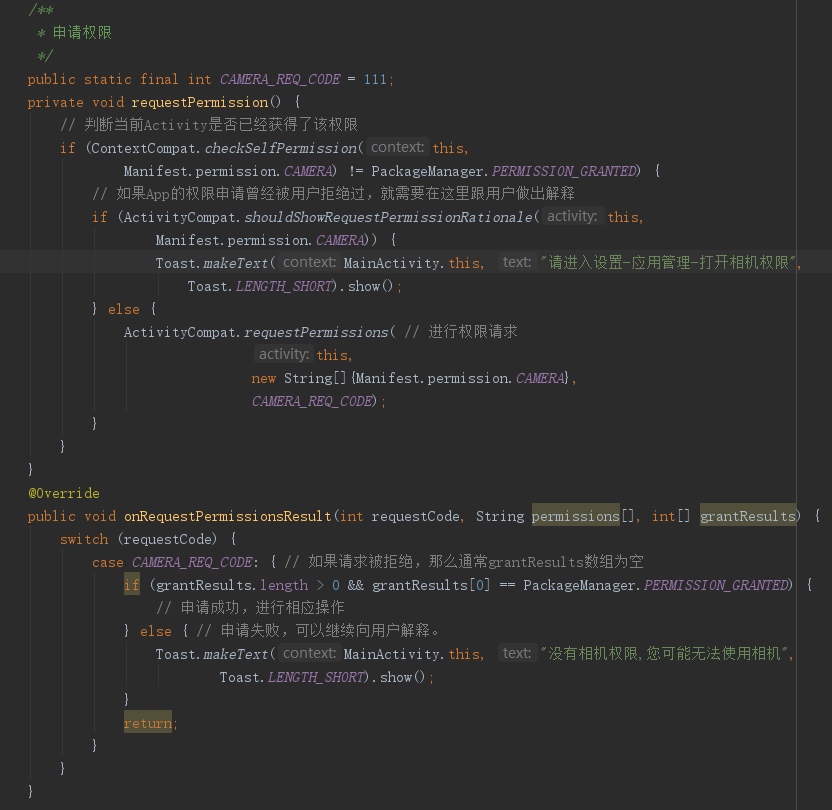 /**
 * 申请权限
 */
public static final int CAMERA_REQ_CODE = 111;
private void requestPermission() {
    // 判断当前Activity是否已经获得了该权限
    if (ContextCompat.checkSelfPermission( context: this,
            Manifest.permission.CAMERA) != PackageManager.PERMISSION_GRANTED) {
        // 如果App的权限申请曾经被用户拒绝过，就需要在这里跟用户做出解释
        if (ActivityCompat.shouldShowRequestPermissionRationale( activity: this,
                Manifest.permission.CAMERA)) {
                Toast.makeText( context: MainActivity.this, text: "请进入设置-应用管理-打开相机权限",
                    Toast.LENGTH_SHORT).show();
        } else {
            ActivityCompat.requestPermissions( // 进行权限请求
                            activity: this,
                            new String[]{Manifest.permission.CAMERA},
                            CAMERA_REQ_CODE);
        }
    }
}
@Override
public void onRequestPermissionsResult(int requestCode, String permissions[], int[] grantResults) {
    switch (requestCode) {
        case CAMERA_REQ_CODE: { // 如果请求被拒绝，那么通常grantResults数组为空
            if (grantResults.length > 0 && grantResults[0] == PackageManager.PERMISSION_GRANTED) {
                // 申请成功，进行相应操作
            } else { // 申请失败，可以继续向用户解释。
                Toast.makeText( context: MainActivity.this, text: "没有相机权限,您可能无法使用相机",
                        Toast.LENGTH_SHORT).show();
            }
            return;
        }
    }
}